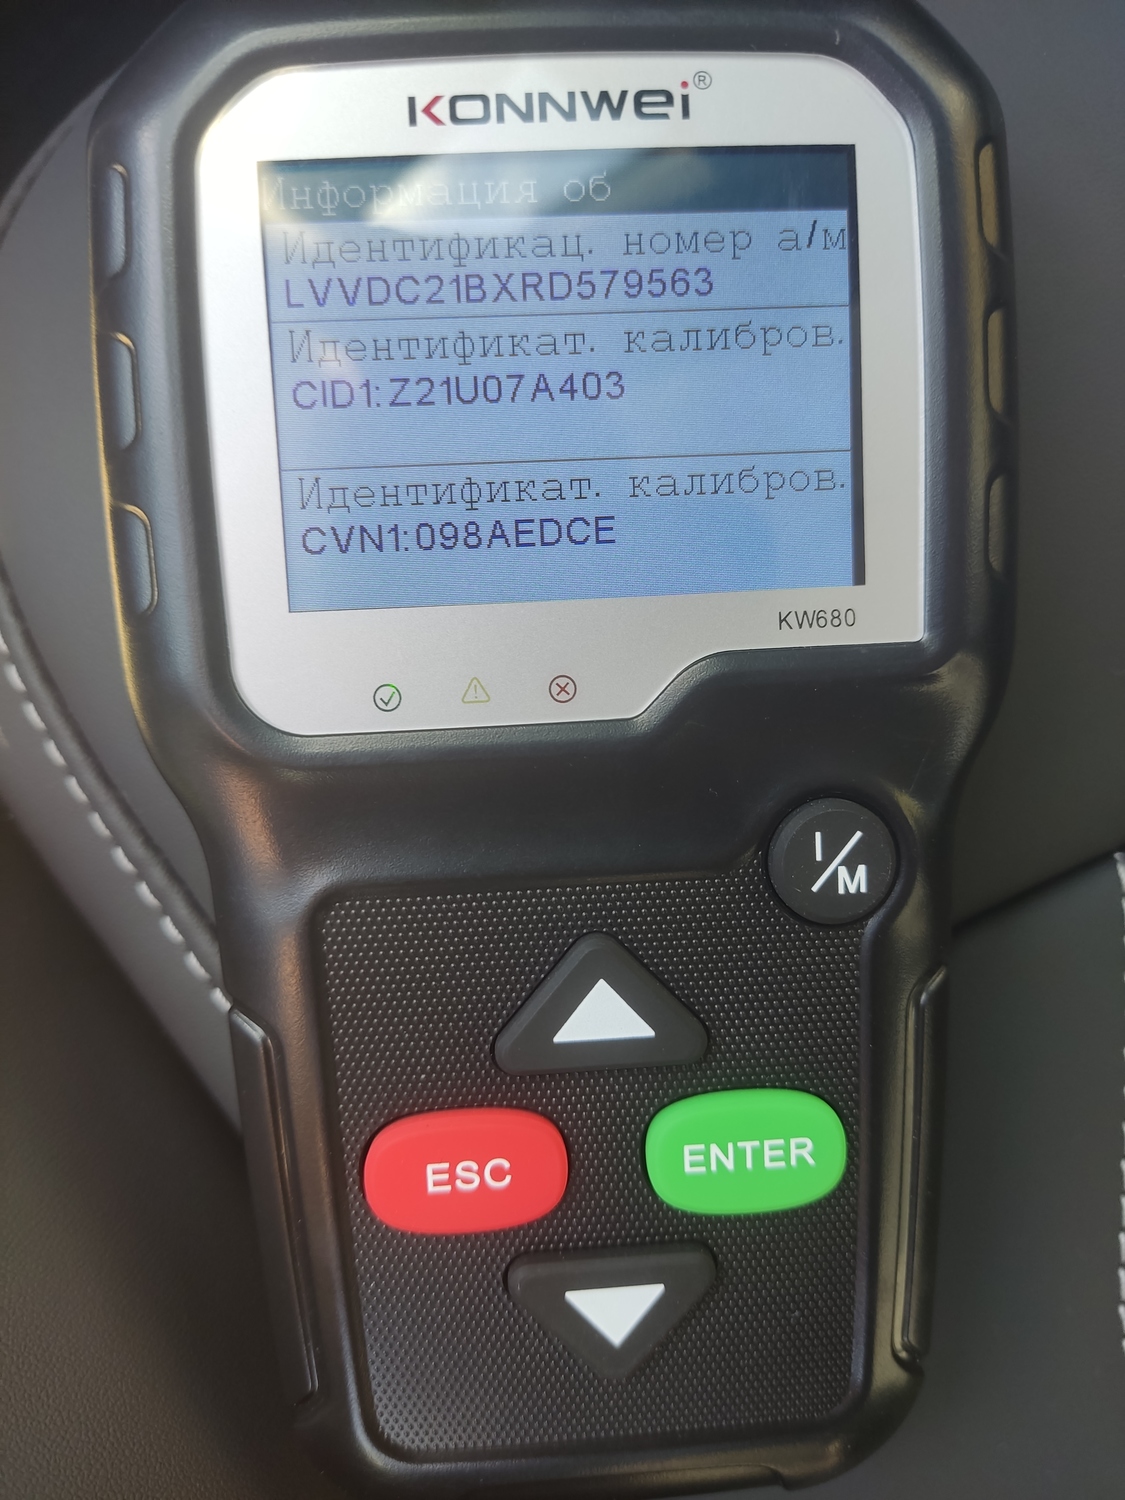 KONNWEI®
Информация об
Идентификац. номер а/м
LVVDC21BXRD579563
Идентификат. калибров.
CID1:Z21U07A403
Идентификат. калибров.
CVN1:098AEDCE
KW680
I/M
ESC
ENTER